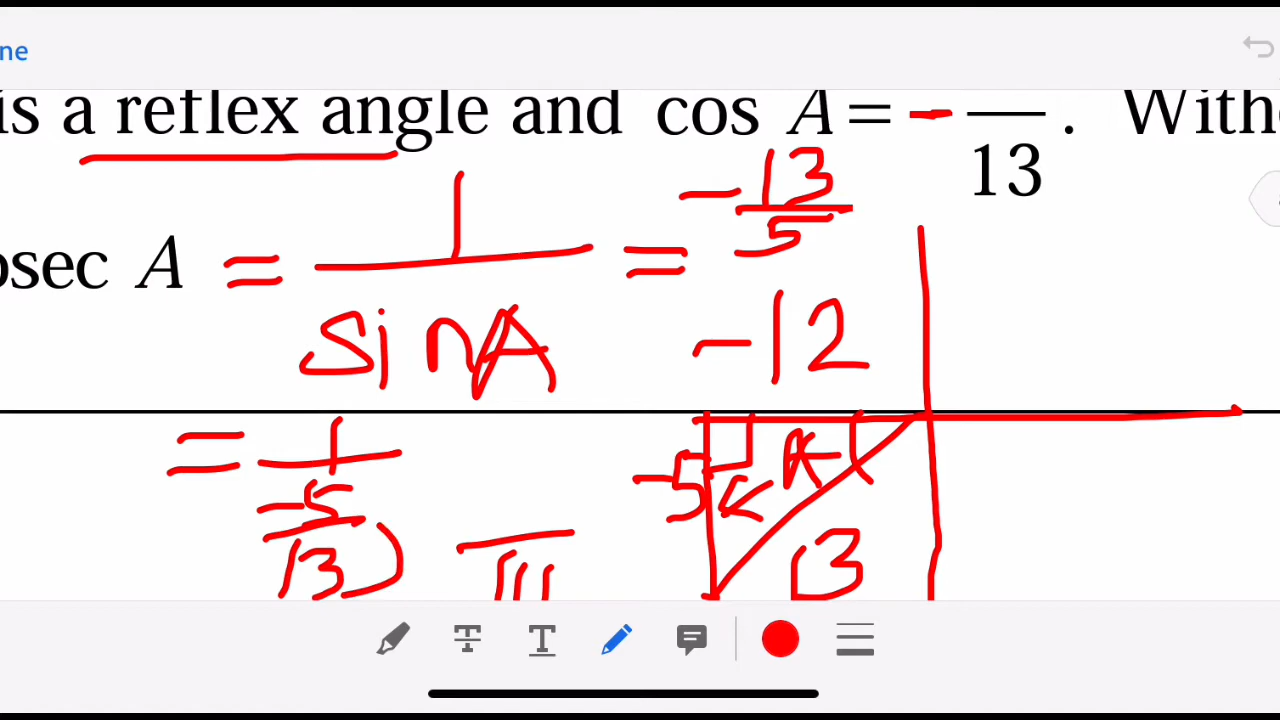 ne
is a reflex angle and cos A = - /13 . With
osec A = 1/sin A = -13/5
-12
= 1/(-5/13)
-5 A
13